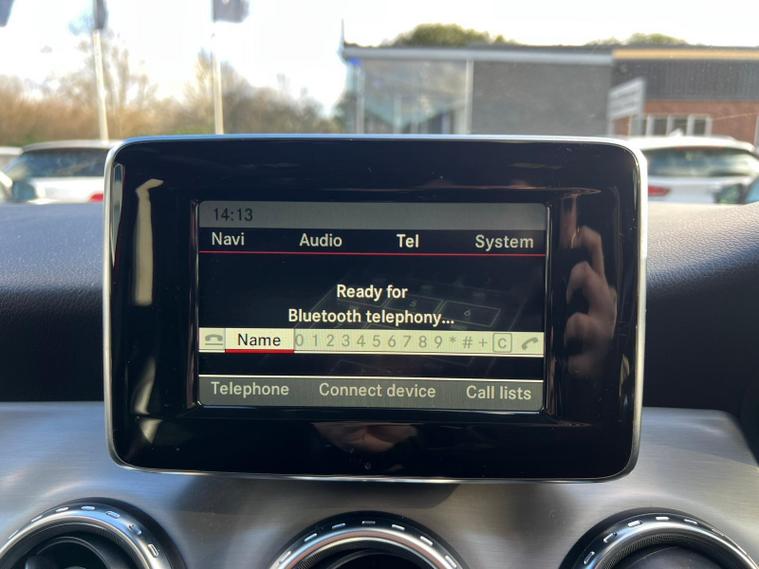 14:13
Navi Audio Tel System
Ready for
Bluetooth telephony...
Name 0 1 2 3 4 5 6 7 8 9 * # + C
Telephone Connect device Call lists